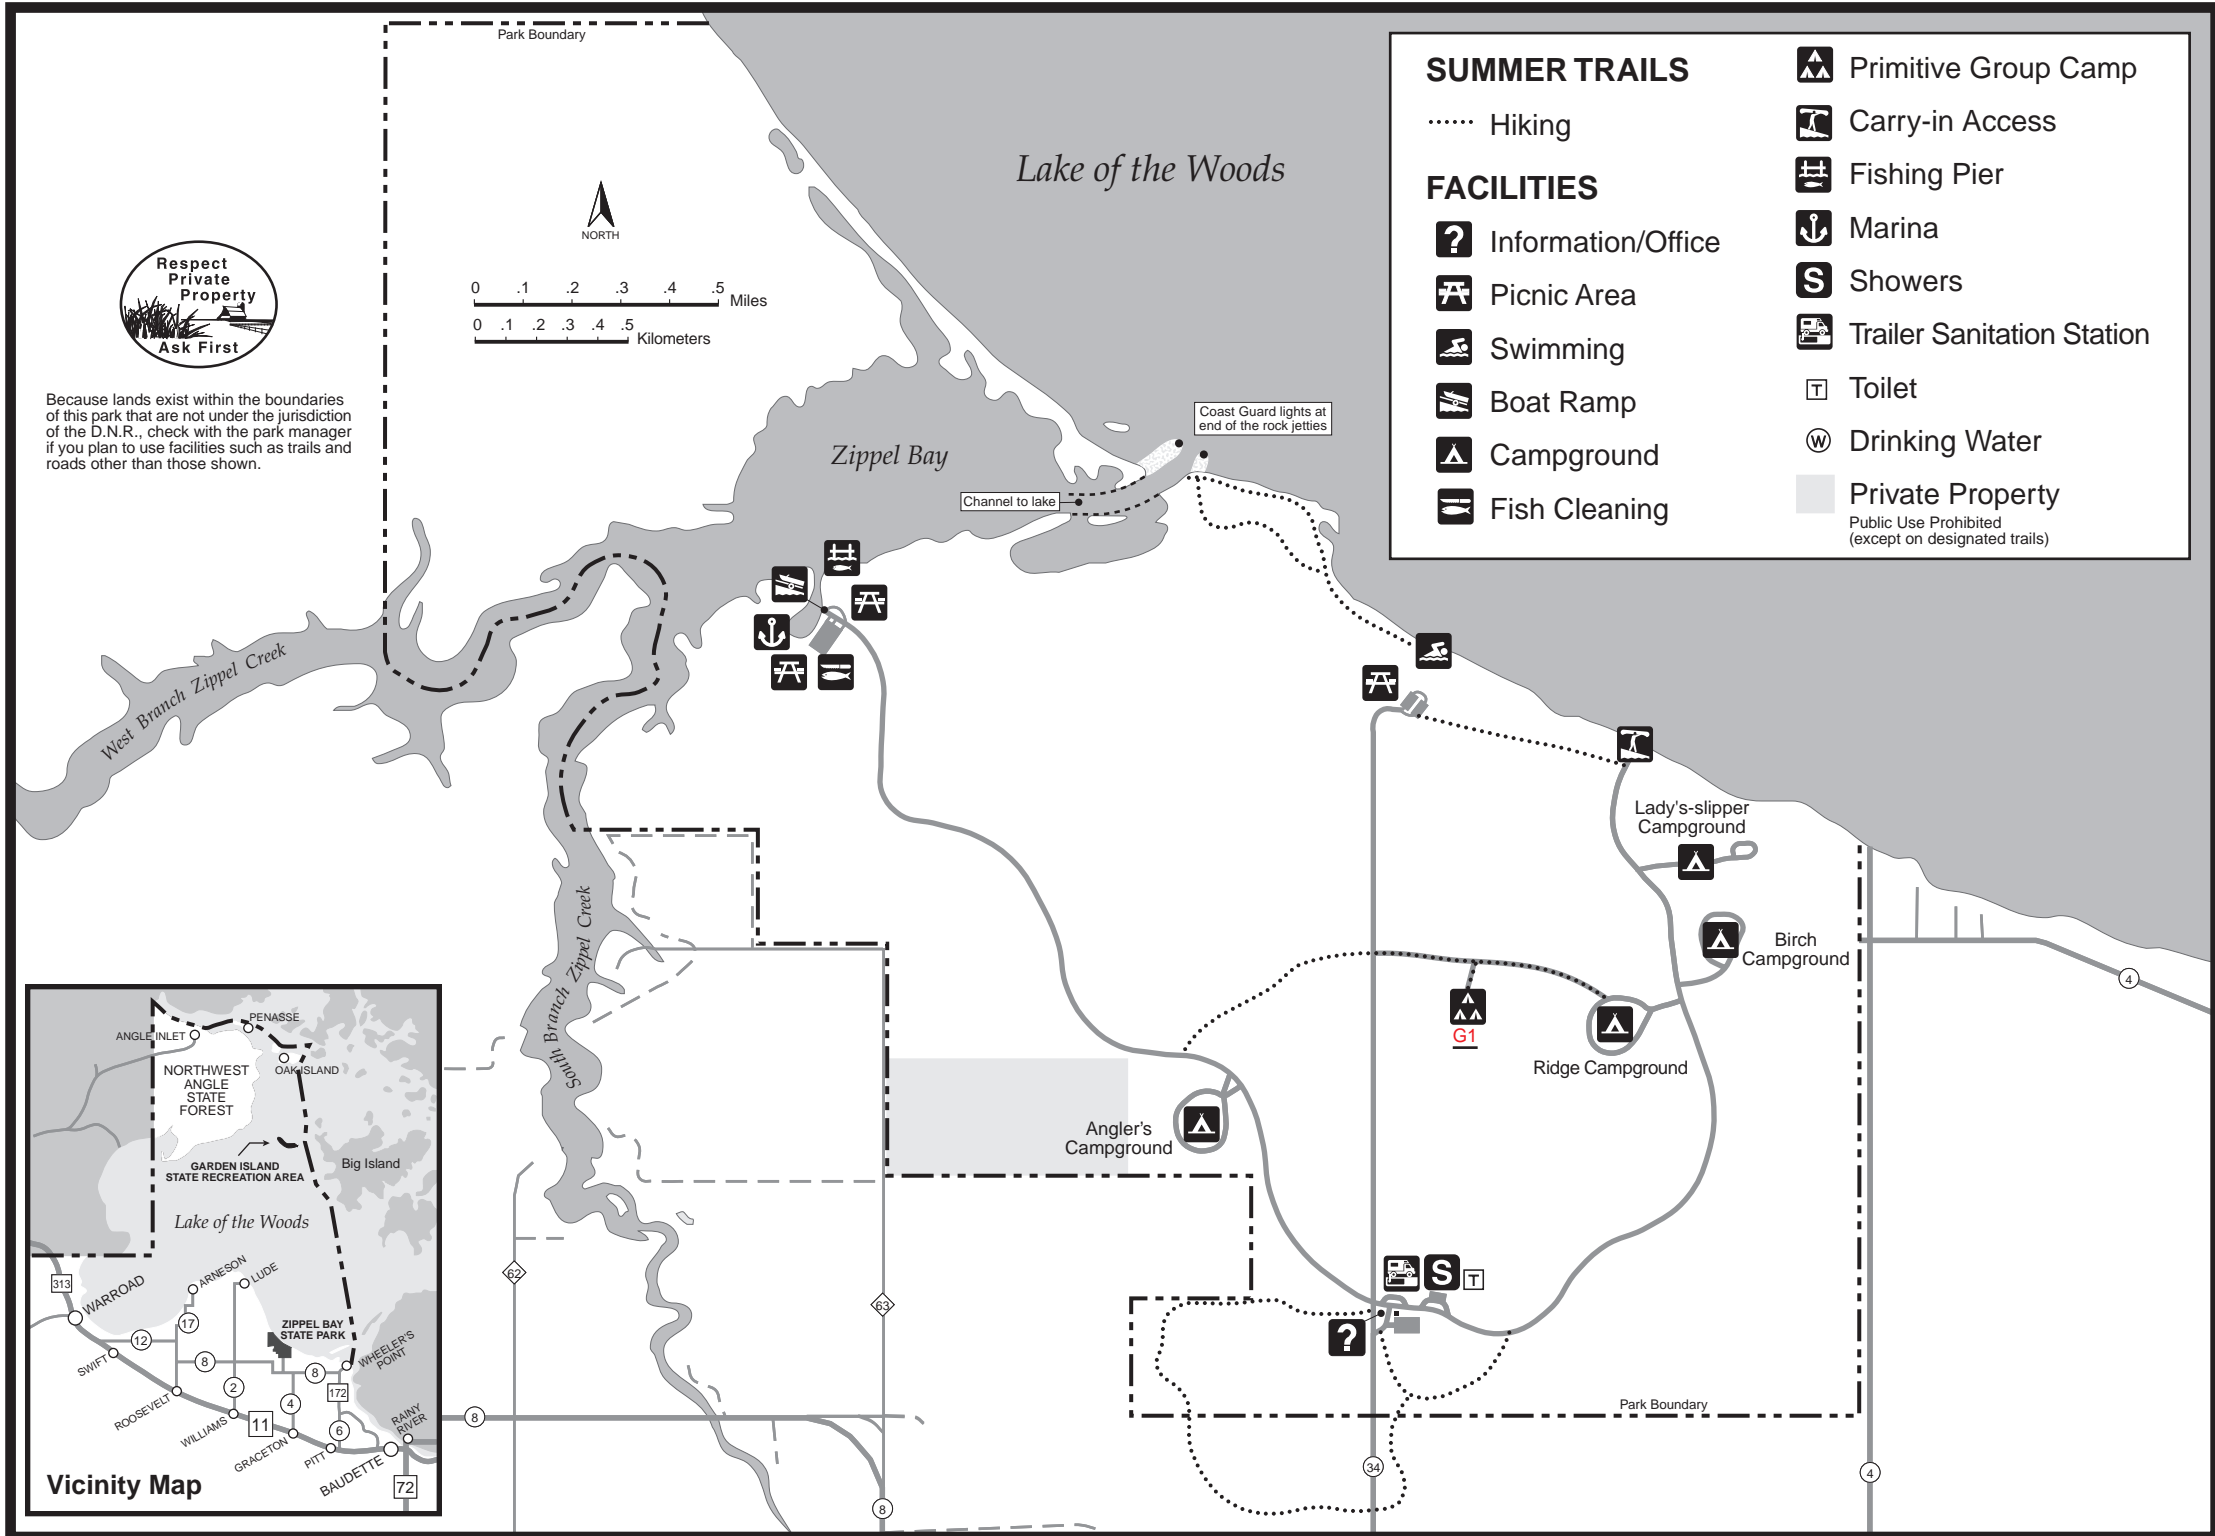 Park Boundary
Lake of the Woods
NORTH
0 .1 .2 .3 .4 .5
Miles
0 .1 .2 .3 .4 .5
Kilometers
Respect
Private
Property
Ask First
Because lands exist within the boundaries
of this park that are not under the jurisdiction
of the D.N.R., check with the park manager
if you plan to use facilities such as trails and
roads other than those shown.
SUMMER TRAILS
Hiking
FACILITIES
? Information/Office
Picnic Area
Swimming
Boat Ramp
Campground
Fish Cleaning
Primitive Group Camp
Carry-in Access
Fishing Pier
Marina
S Showers
Trailer Sanitation Station
T Toilet
W Drinking Water
Private Property
Public Use Prohibited
(except on designated trails)
Coast Guard lights at
end of the rock jetties
Zippel Bay
Channel to lake
West Branch Zippel Creek
South Branch Zippel Creek
Lady's-slipper
Campground
Birch
Campground
G1
Ridge Campground
Angler's
Campground
4
62
63
S
T
?
Park Boundary
8
8
34
4
PENASSE
ANGLE INLET
OAK ISLAND
NORTHWEST
ANGLE
STATE
FOREST
GARDEN ISLAND
STATE RECREATION AREA
Big Island
Lake of the Woods
313
WARROAD
ARNESON
LUDE
17
12
ZIPPEL BAY
STATE PARK
WHEELER'S
POINT
SWIFT
8
8
2
4
172
ROOSEVELT
WILLIAMS
11
6
RAINY
RIVER
GRACETON
PITT
BAUDETTE
72
Vicinity Map